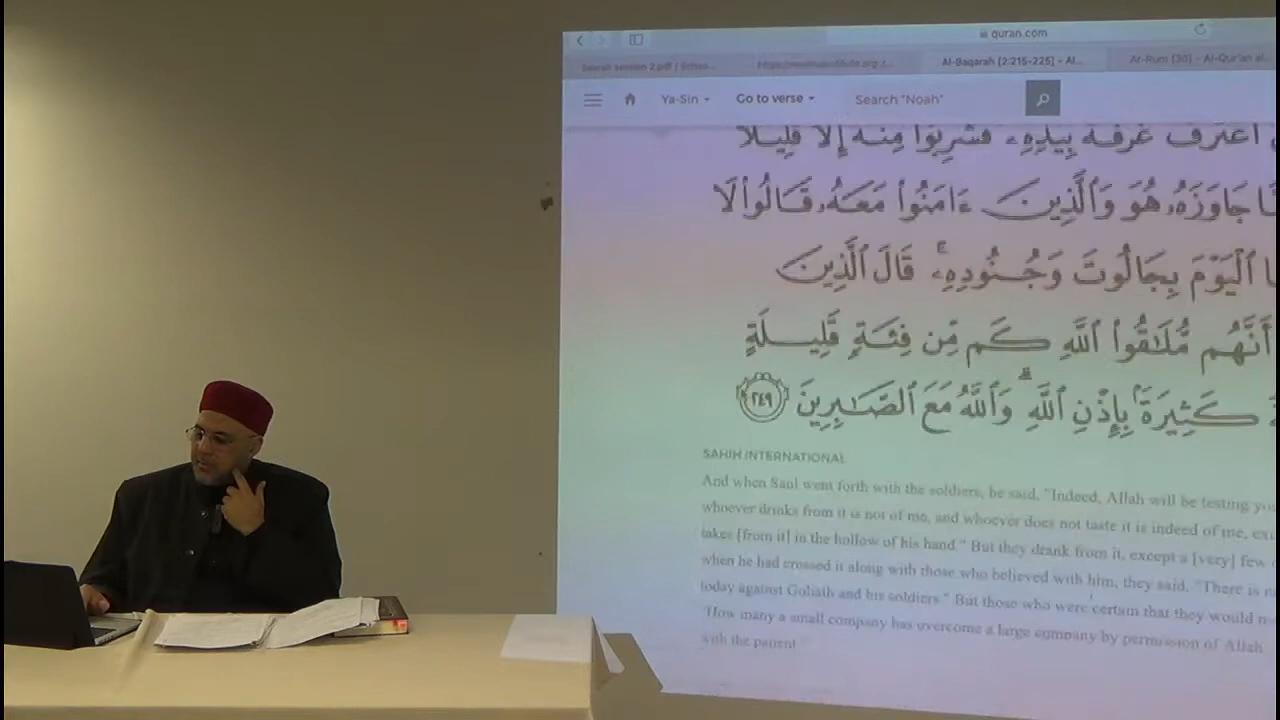 quran.com
Al-Baqarah [2:215-225] - Al...
Ar-Rum [30] - Al-Qur'an al...
Ya-Sin
Go to verse
Search "Noah"
اغترف غرفة بيده فشربوا منه إلا قليلا
جَاوَزَهُۥ هُوَ وَٱلَّذِينَ ءَامَنُوا۟ مَعَهُۥ قَالُوا۟ لَا
ٱلْيَوْمَ بِجَالُوتَ وَجُنُودِهِۦ ۚ قَالَ ٱلَّذِينَ
أَنَّهُم مُّلَـٰقُوا۟ ٱللَّهِ كَم مِّن فِئَةٍ قَلِيلَةٍ
كَثِيرَةًۢ بِإِذْنِ ٱللَّهِ ۗ وَٱللَّهُ مَعَ ٱلصَّـٰبِرِينَ ٢٤٩
SAHIH INTERNATIONAL
And when Saul went forth with the soldiers, he said, "Indeed, Allah will be testing
whoever drinks from it is not of me, and whoever does not taste it is indeed of me,
takes [from it] in the hollow of his hand." But they drank from it, except a [very] few
when he had crossed it along with those who believed with him, they said, "There is
today against Goliath and his soldiers." But those who were certain that they would
"How many a small company has overcome a large company by permission of Allah
with the patient